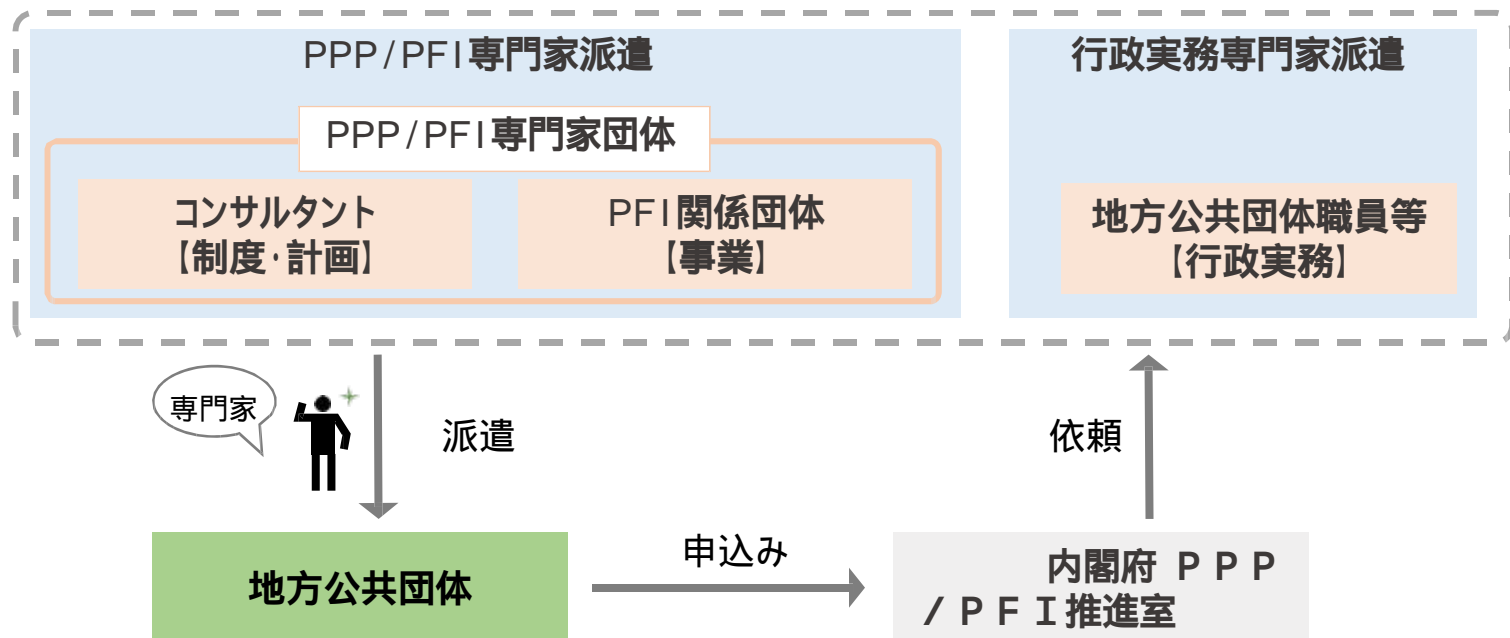 PPP/PFI専門家派遣
PPP/PFI専門家団体
コンサルタント
【制度・計画】
PFI関係団体
【事業】
行政実務専門家派遣
地方公共団体職員等
【行政実務】
専門家
派遣
依頼
地方公共団体
申込み
内閣府 ＰＰＰ
/ＰＦＩ推進室